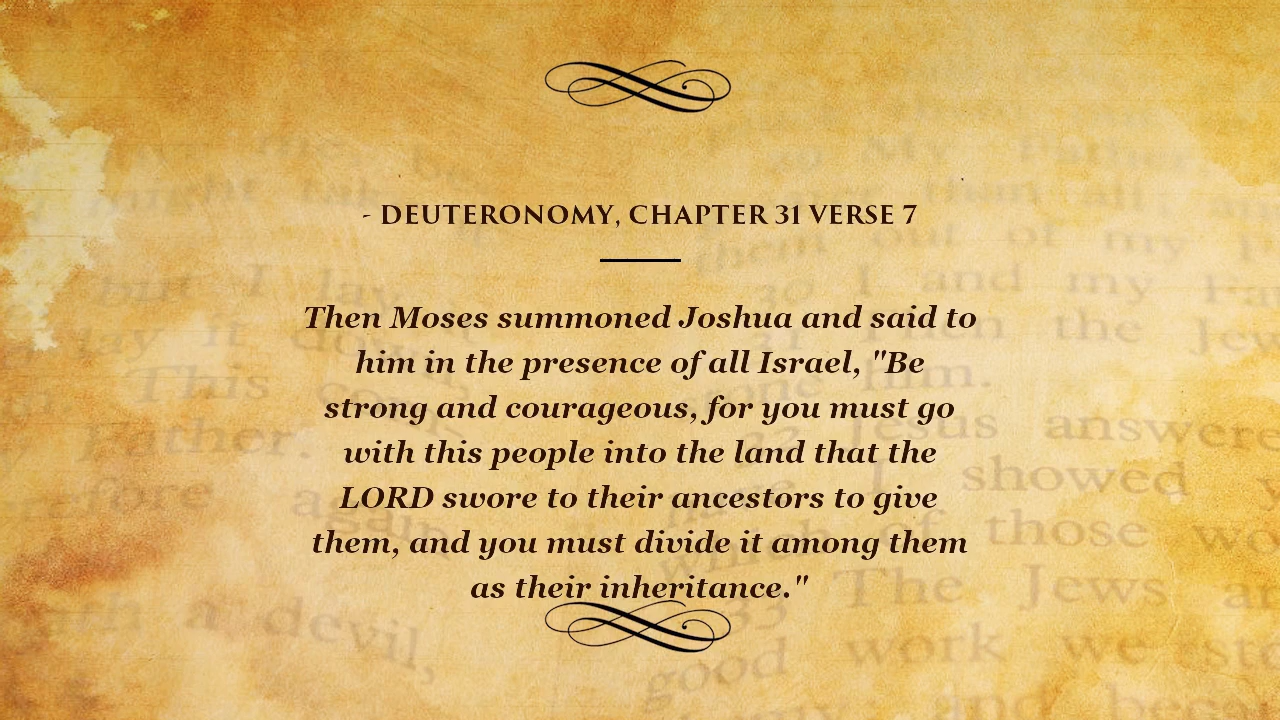 - DEUTERONOMY, CHAPTER 31 VERSE 7
Then Moses summoned Joshua and said to
him in the presence of all Israel, "Be
strong and courageous, for you must go
with this people into the land that the
LORD swore to their ancestors to give
them, and you must divide it among them
as their inheritance."